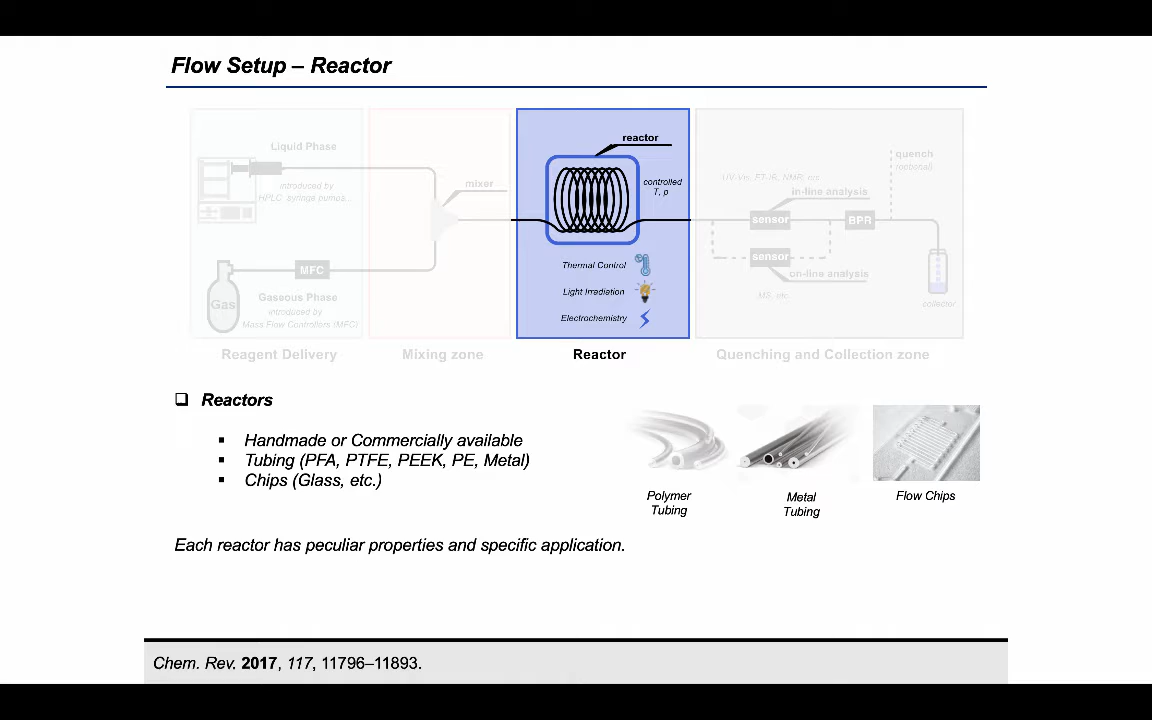 Flow Setup – Reactor
Liquid Phase
introduced by
HPLC, syrings pumps...
MFC
Gas
Gaseous Phase
introduced by
Mass Flow Controllors (MFC)
Reagent Delivery
mixer
Mixing zone
reactor
controlled
T, p
Thermal Control
Light Irradiation
Electrochemistry
Reactor
UV-Vis, FT-IR, NMR, etc.
in-line analysis
sensor
sensor
on-line analysis
MS, etc.
BPR
quench
(optional)
collector
Quenching and Collection zone
Reactors
Handmade or Commercially available
Tubing (PFA, PTFE, PEEK, PE, Metal)
Chips (Glass, etc.)
Polymer
Tubing
Metal
Tubing
Flow Chips
Each reactor has peculiar properties and specific application.
Chem. Rev. 2017, 117, 11796–11893.